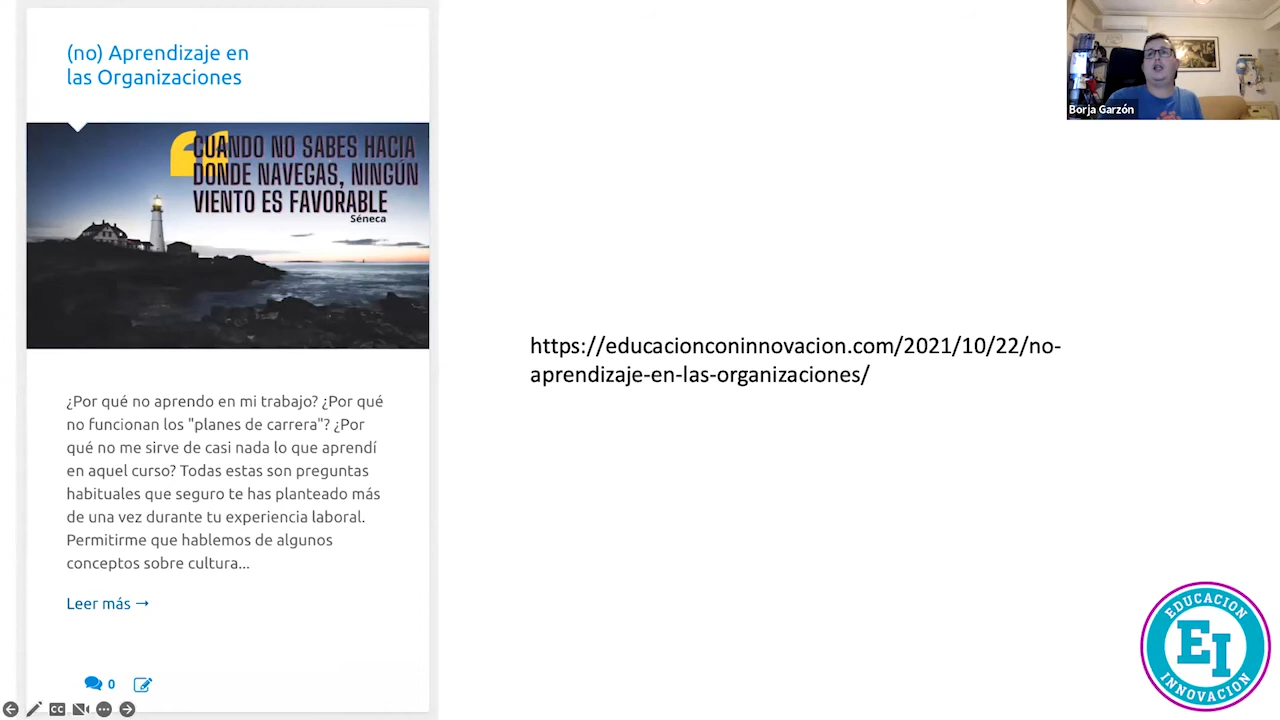 (no) Aprendizaje en
las Organizaciones
CUANDO NO SABES HACIA
DONDE NAVEGAS, NINGÚN
VIENTO ES FAVORABLE
Séneca
¿Por qué no aprendo en mi trabajo? ¿Por qué
no funcionan los "planes de carrera"? ¿Por
qué no me sirve de casi nada lo que aprendí
en aquel curso? Todas estas son preguntas
habituales que seguro te has planteado más
de una vez durante tu experiencia laboral.
Permitirme que hablemos de algunos
conceptos sobre cultura...
Leer más →
0
CC
https://educacionconinnovacion.com/2021/10/22/no-
aprendizaje-en-las-organizaciones/
Borja Garzón
EDUCACION
EI
INNOVACION